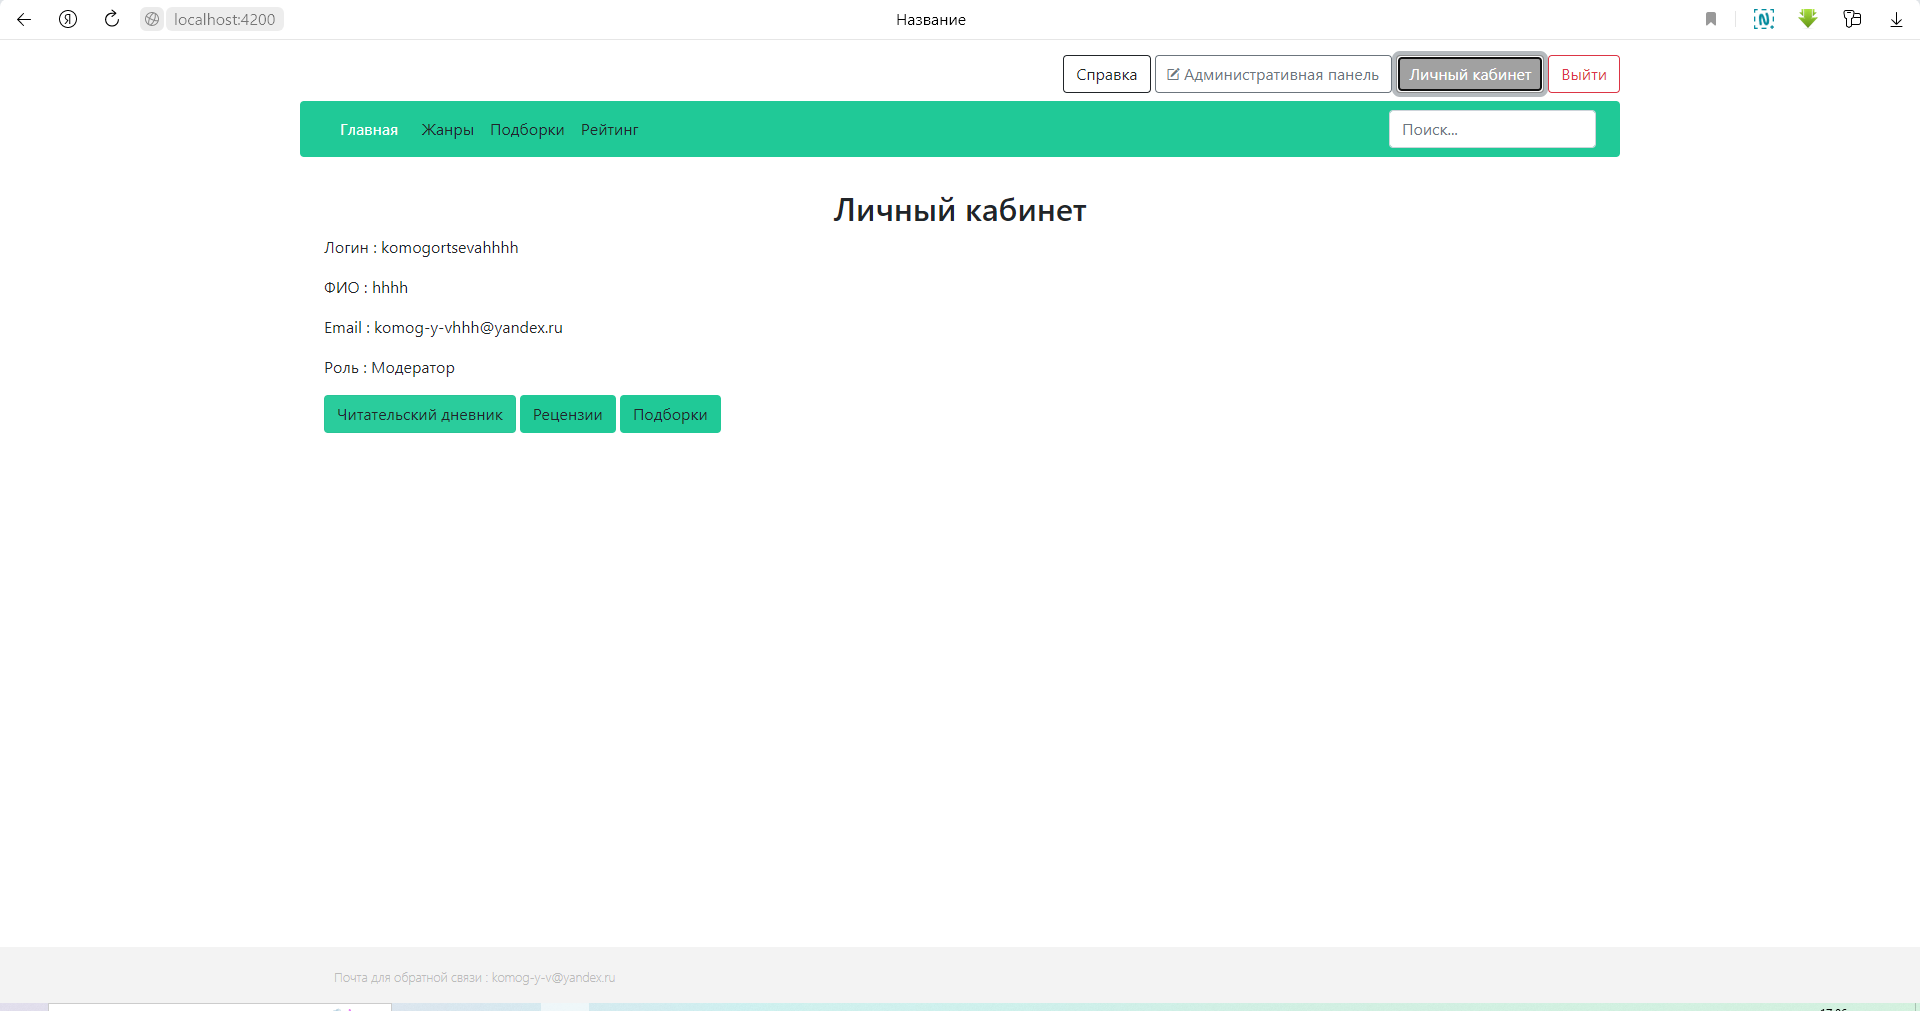 localhost:4200
Название
Справка
Административная панель
Личный кабинет
Выйти
Главная Жанры Подборки Рейтинг
Поиск...
Личный кабинет
Логин : komogortsevahhhh
ФИО : hhhh
Email : komog-y-vhhh@yandex.ru
Роль : Модератор
Читательский дневник Рецензии Подборки
Почта для обратной связи : komog-y-v@yandex.ru